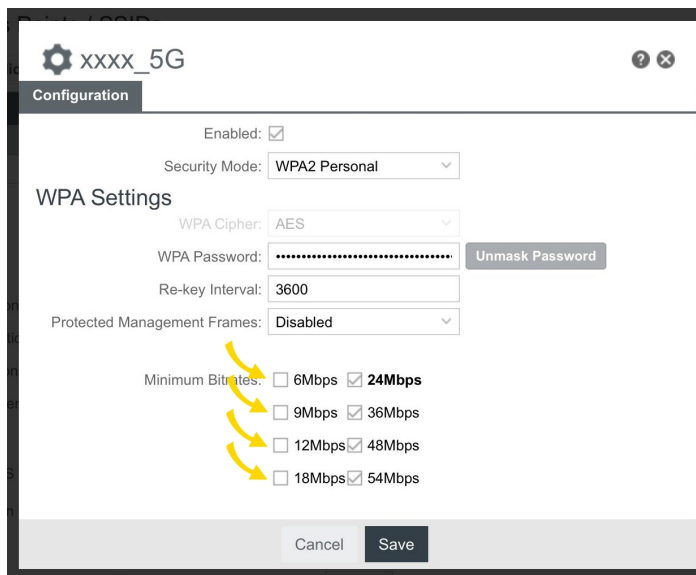 xxxx_5G
Configuration
Enabled:
Security Mode: WPA2 Personal
WPA Settings
WPA Cipher: AES
WPA Password: •••••••••••••••••••••••••••••••••••• Unmask Password
Re-key Interval: 3600
Protected Management Frames: Disabled
Minimum Bitrates: 6Mbps 24Mbps
9Mbps 36Mbps
12Mbps 48Mbps
18Mbps 54Mbps
Cancel Save